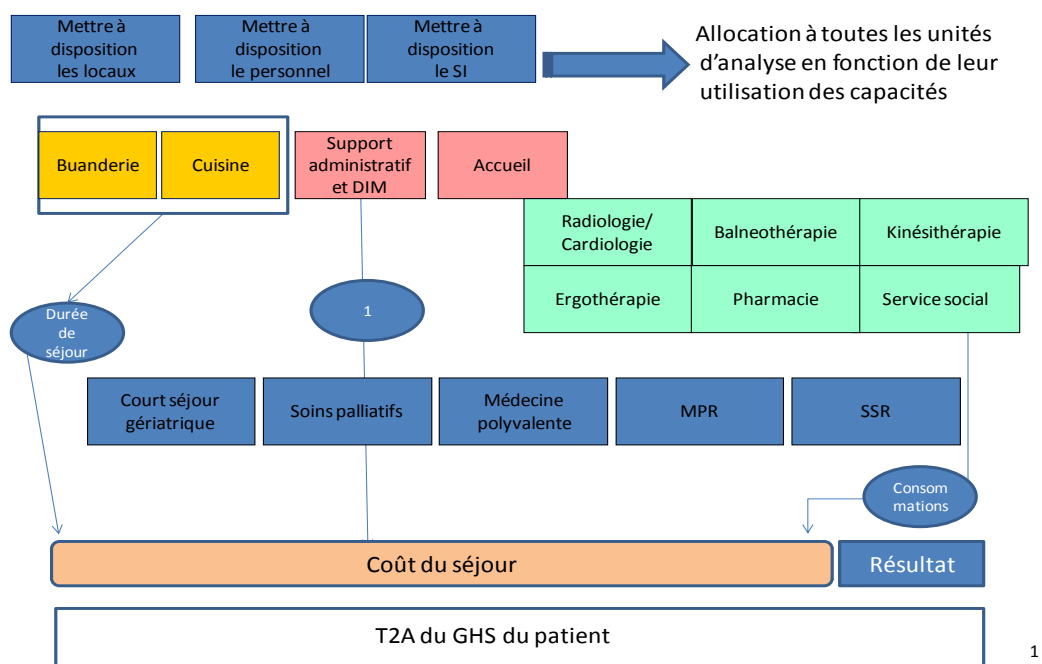 Mettre à
disposition
les locaux
Mettre à
disposition
le personnel
Mettre à
disposition
le SI
Allocation à toutes les unités
d'analyse en fonction de leur
utilisation des capacités
Buanderie
Cuisine
Support
administratif
et DIM
Accueil
Radiologie/
Cardiologie
Balneothérapie
Kinésithérapie
Ergothérapie
Pharmacie
Service social
Durée
de
séjour
1
Court séjour
gériatrique
Soins palliatifs
Médecine
polyvalente
MPR
SSR
Consom
mations
Coût du séjour
Résultat
T2A du GHS du patient
1